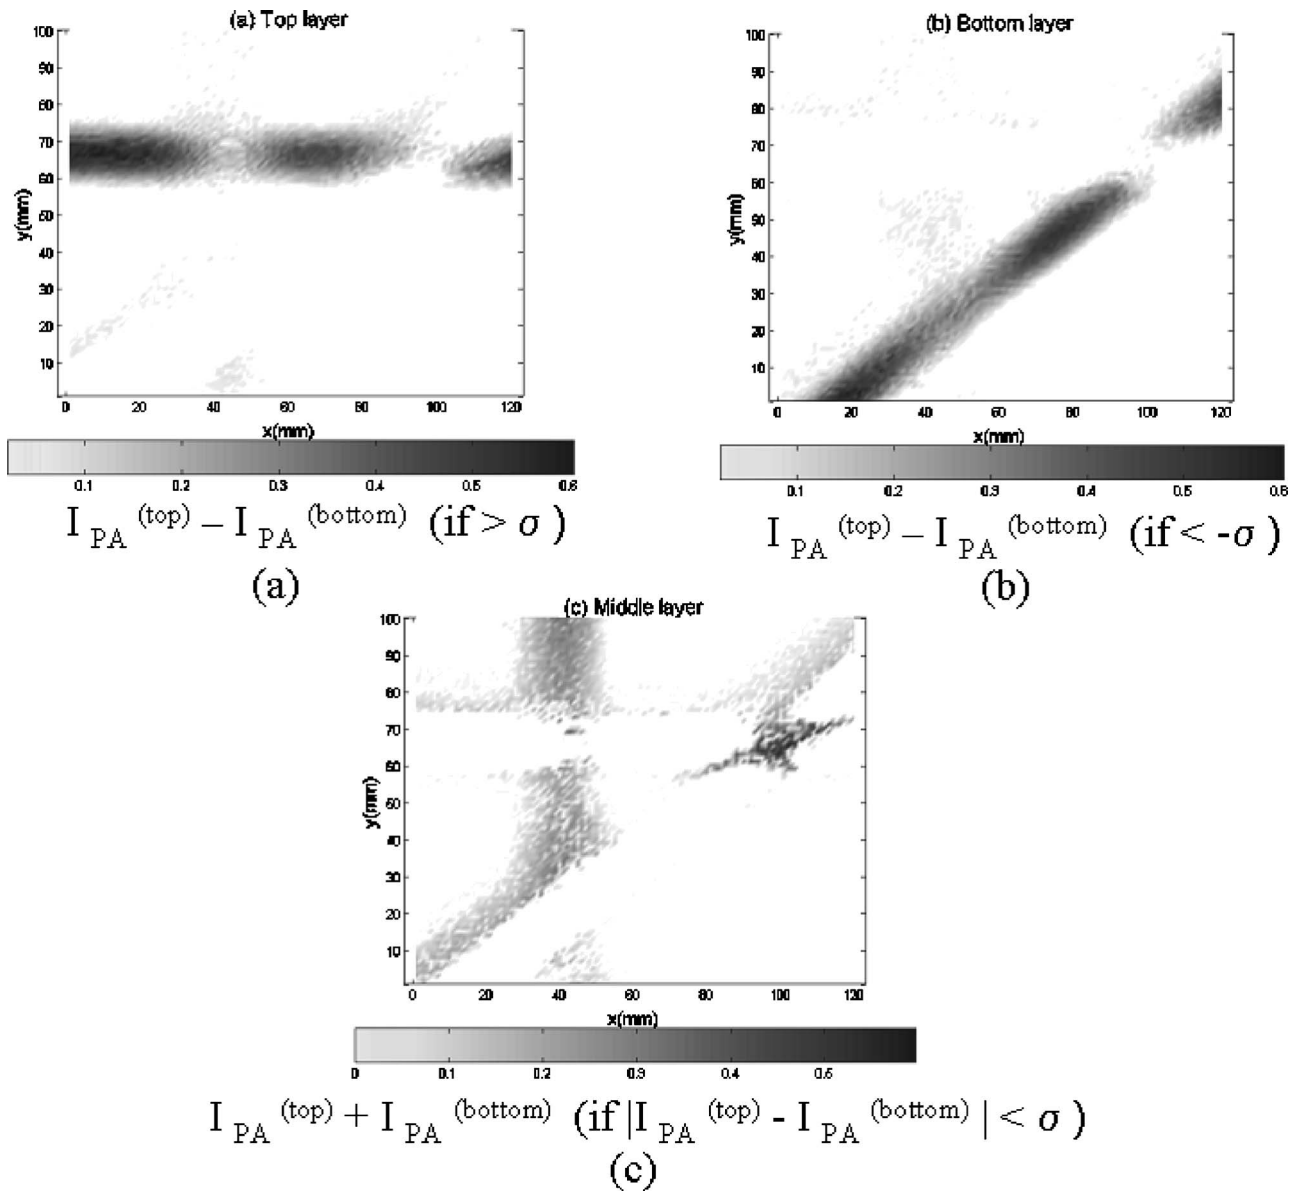 (a) Top layer
100
90
80
70
60
50
40
30
20
10
y(mm)
0 20 40 60 80 100 120
x(mm)
0.1 0.2 0.3 0.4 0.5 0.6
I PA (top) – I PA (bottom) (if > σ )
(a)
(b) Bottom layer
100
90
80
70
60
50
40
30
20
10
y(mm)
0 20 40 60 80 100 120
x(mm)
0.1 0.2 0.3 0.4 0.5 0.6
I PA (top) – I PA (bottom) (if < -σ )
(b)
(c) Middle layer
100
90
80
70
60
50
40
30
20
10
y(mm)
0 20 40 60 80 100 120
x(mm)
0 0.1 0.2 0.3 0.4 0.5
I PA (top) + I PA (bottom) (if |I PA (top) - I PA (bottom) | < σ )
(c)